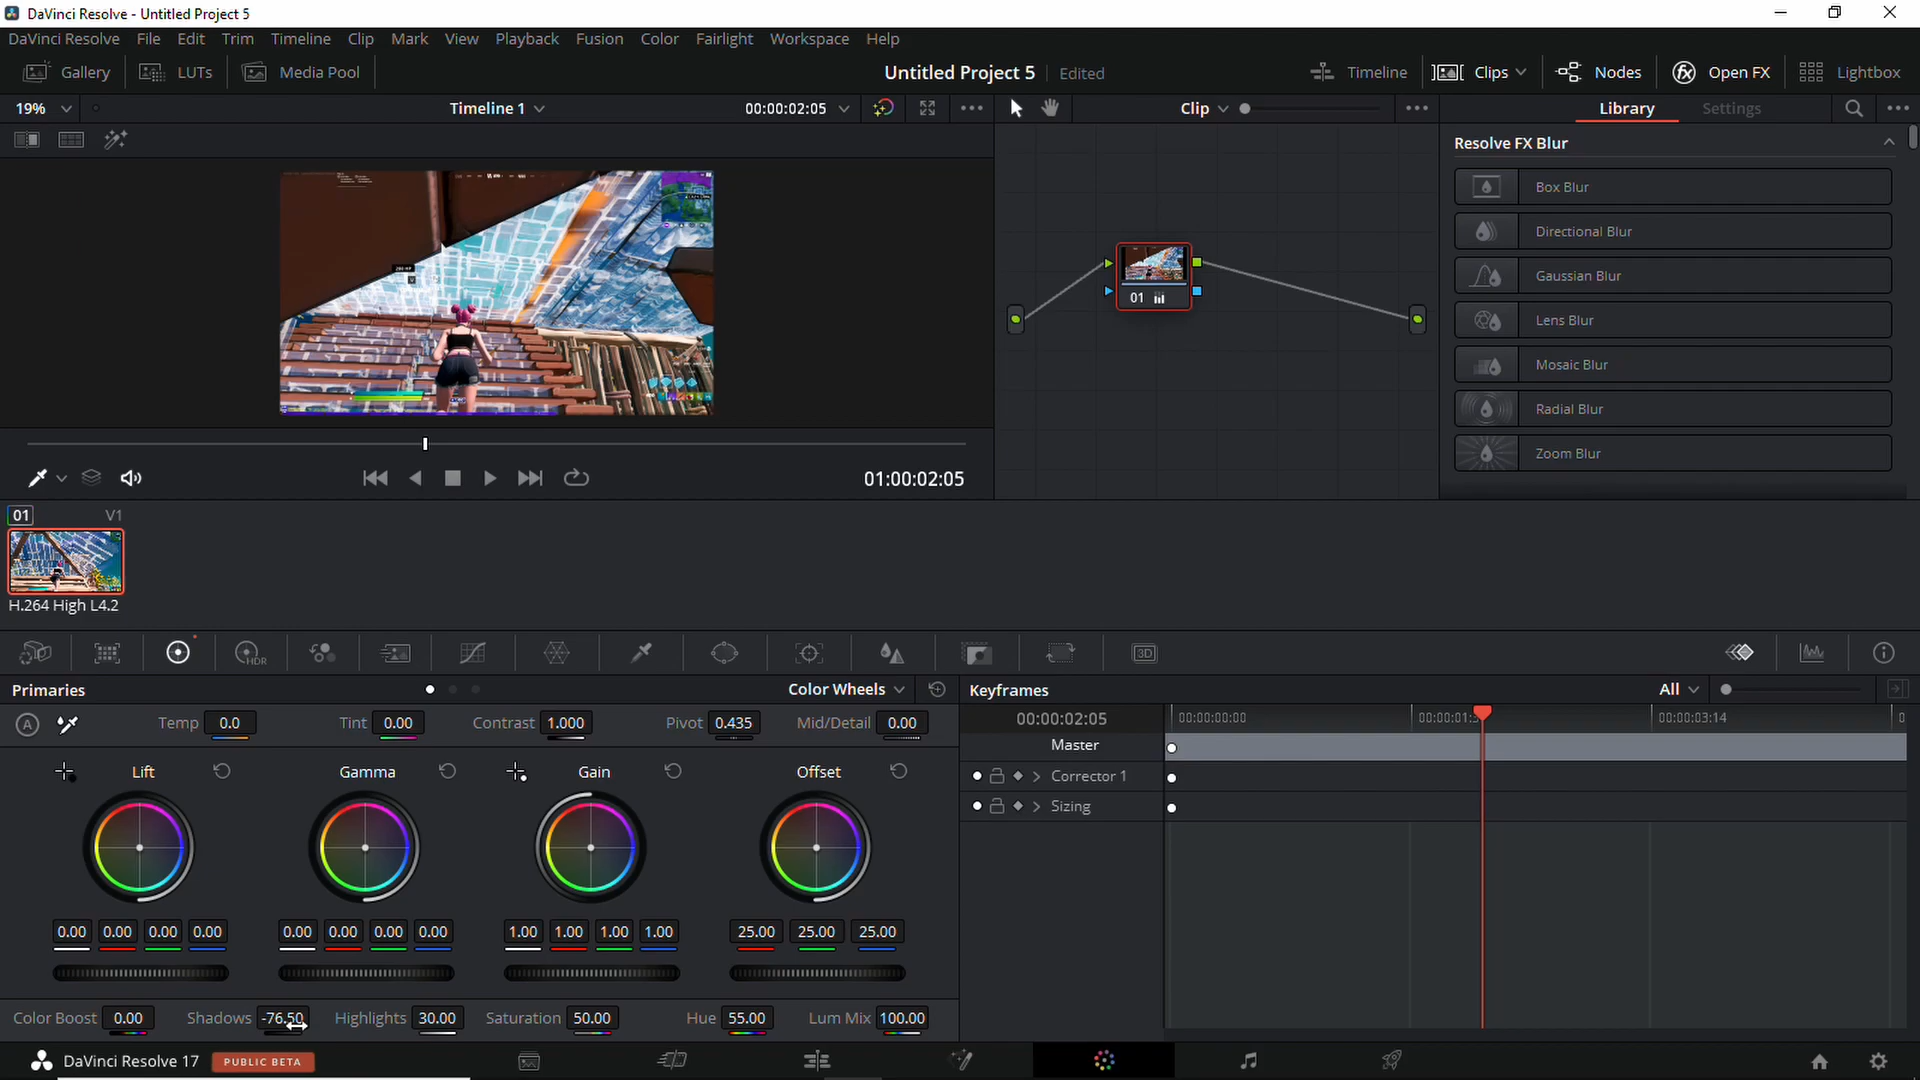 DaVinci Resolve - Untitled Project 5
DaVinci Resolve File Edit Trim Timeline Clip Mark View Playback Fusion Color Fairlight Workspace Help
Gallery LUTs Media Pool Untitled Project 5 Edited Timeline Clips Nodes Open FX Lightbox
19% Timeline 1 00:00:02:05 Clip Library Settings
Resolve FX Blur
Box Blur
Directional Blur
Gaussian Blur
Lens Blur
Mosaic Blur
Radial Blur
Zoom Blur
01
01:00:02:05
01 V1
H.264 High L4.2
HDR 3D
Primaries Color Wheels Keyframes All
A Temp 0.0 Tint 0.00 Contrast 1.000 Pivot 0.435 Mid/Detail 0.00
00:00:02:05 00:00:00:00 00:00:01: 00:00:03:14 0
Master
Lift Gamma Gain Offset
Corrector 1
Sizing
0.00 0.00 0.00 0.00 0.00 0.00 0.00 0.00 1.00 1.00 1.00 1.00 25.00 25.00 25.00
Color Boost 0.00 Shadows -76.50 Highlights 30.00 Saturation 50.00 Hue 55.00 Lum Mix 100.00
DaVinci Resolve 17 PUBLIC BETA